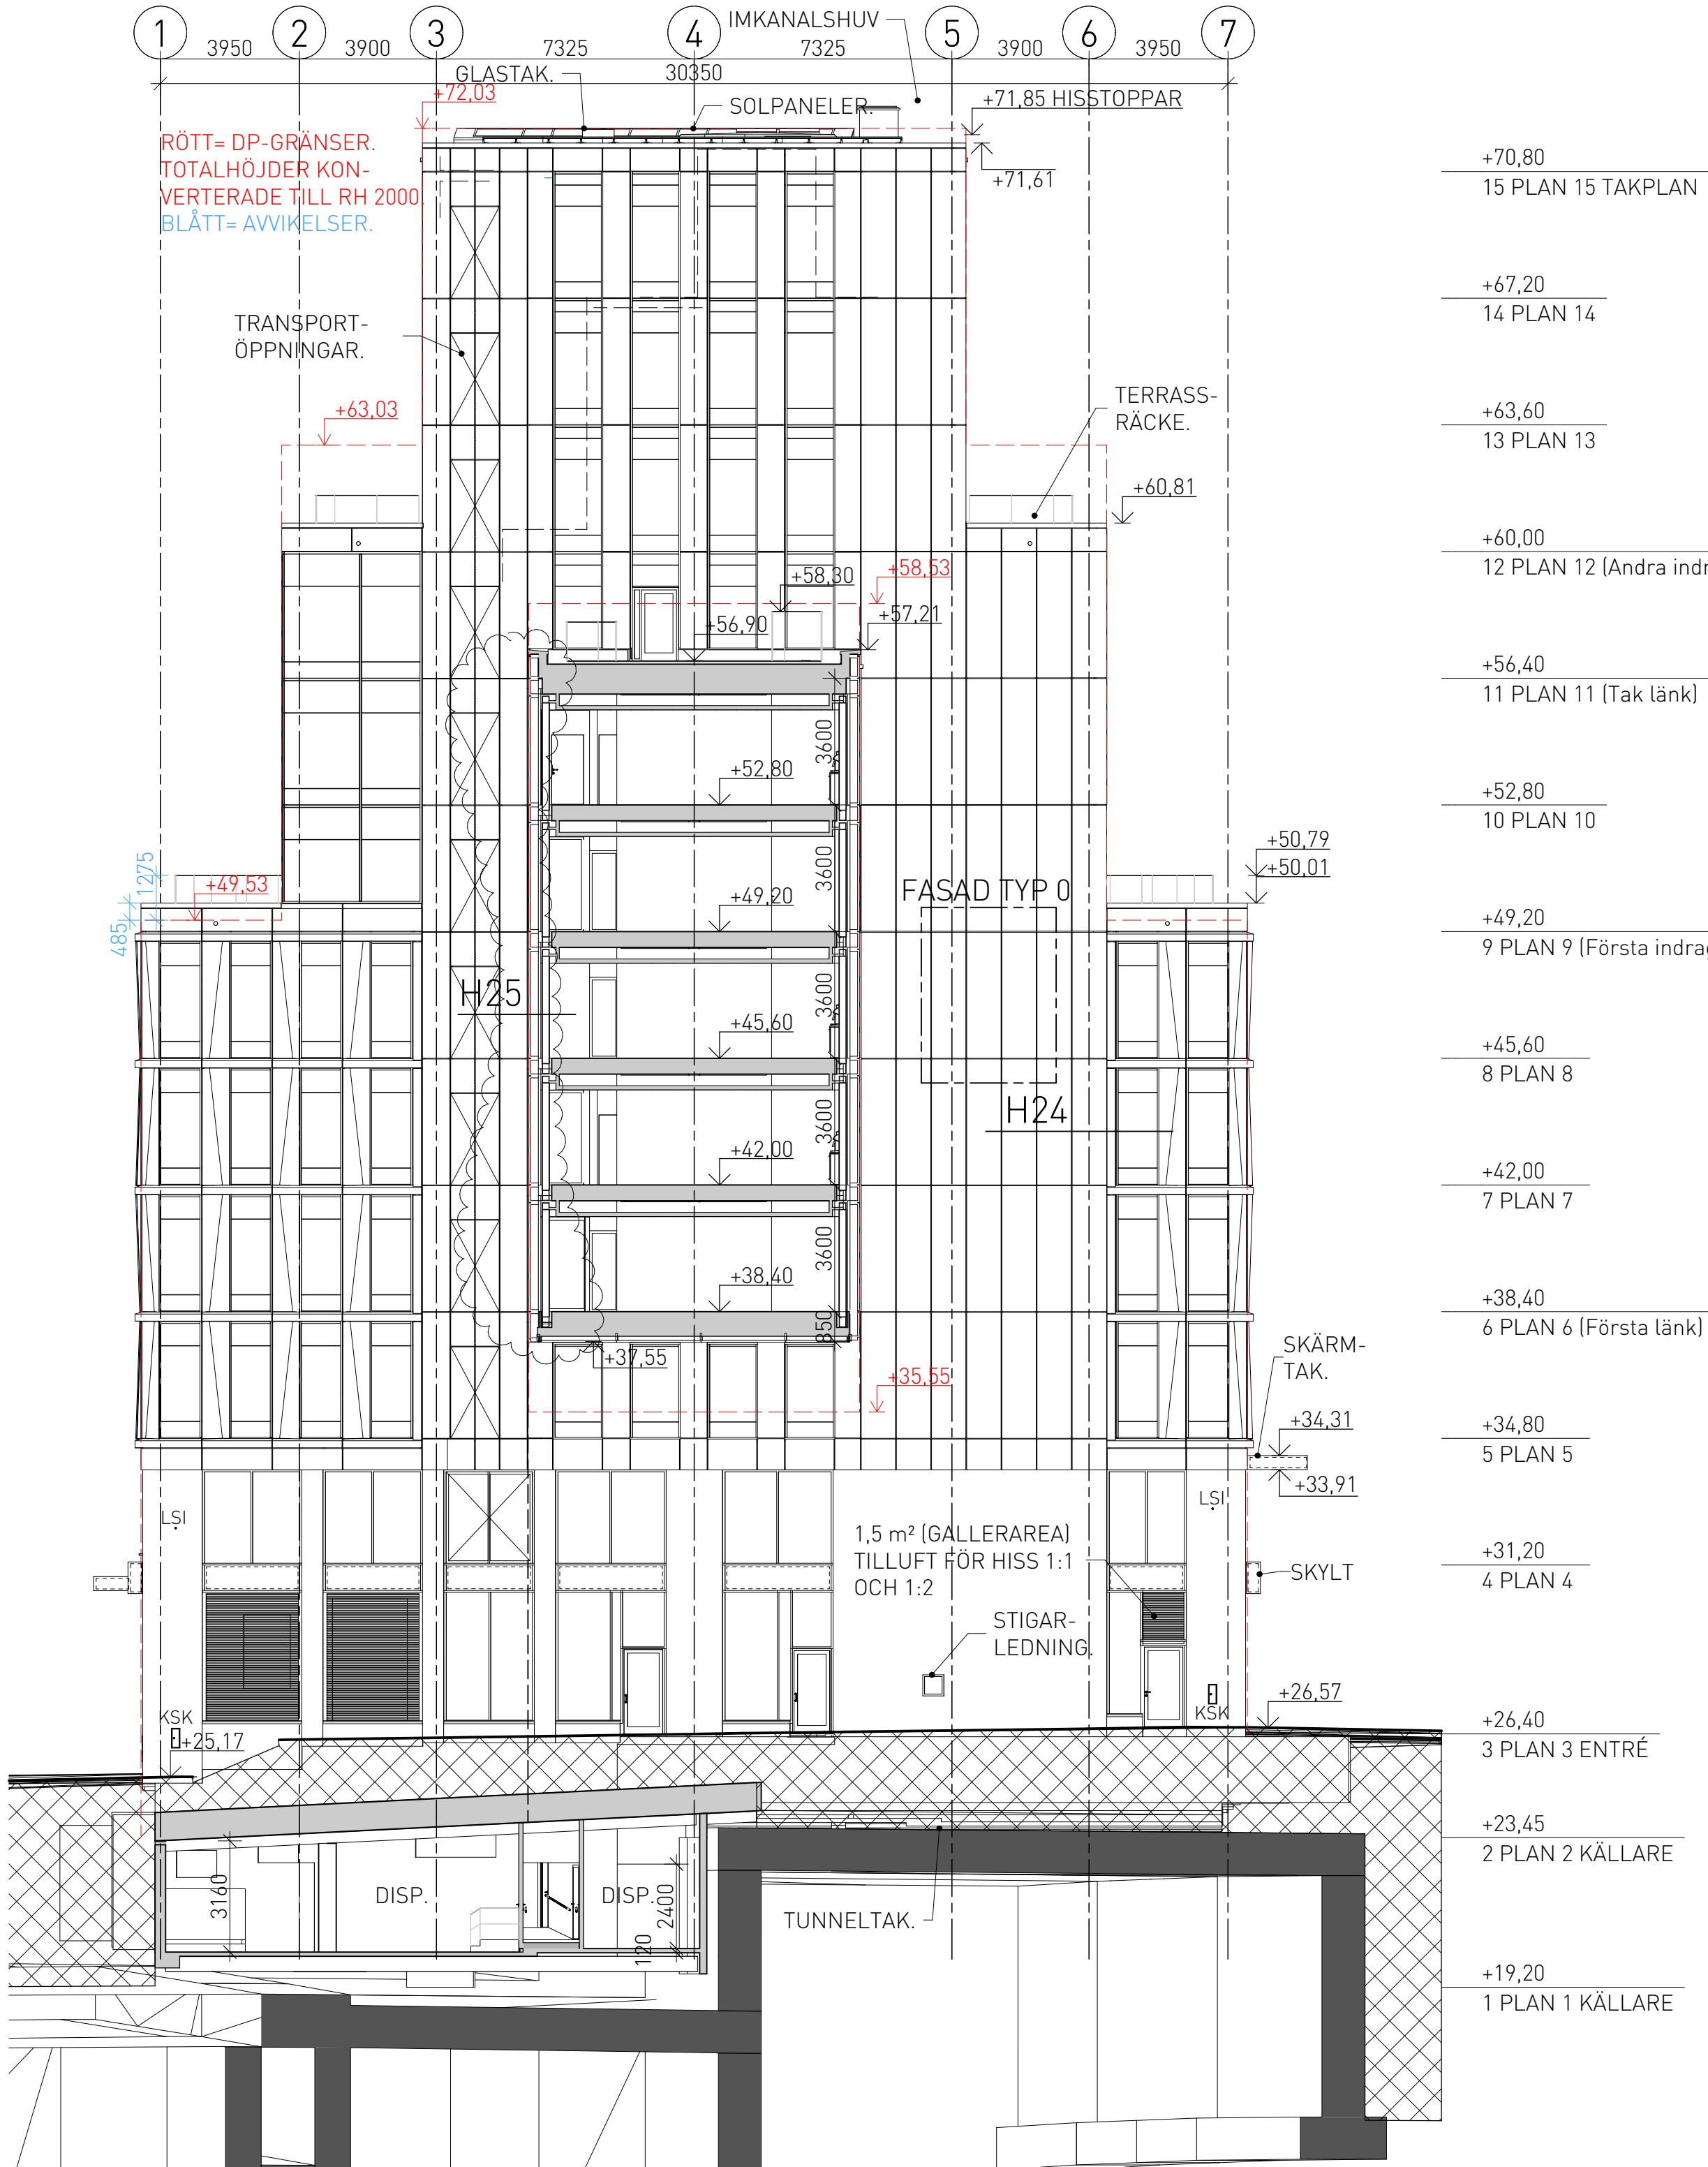 1 2 3 4 5 6 7
3950 3900 7325 7325 3900 3950
30350
IMKANALSHUV
GLASTAK.
+72,03
SOLPANELER.
+71,85 HISSTOPPAR
+71,61
RÖTT= DP-GRÄNSER.
TOTALHÖJDER KON-
VERTERADE TILL RH 2000.
BLÅTT= AVVIKELSER.
+70,80
15 PLAN 15 TAKPLAN
+67,20
14 PLAN 14
TRANSPORT-
ÖPPNINGAR.
+63,03
TERRASS-
RÄCKE.
+63,60
13 PLAN 13
+60,81
+60,00
12 PLAN 12 (Andra indr
+58,30
+58,53
+56,90
+57,21
+56,40
11 PLAN 11 (Tak länk)
3600
+52,80
+52,80
10 PLAN 10
1275
485
+49,53
3600
+49,20
FASAD TYP 0
+50,79
+50,01
+49,20
9 PLAN 9 (Första indrag
H25
3600
+45,60
+45,60
8 PLAN 8
H24
3600
+42,00
+42,00
7 PLAN 7
3600
+38,40
850
+37,55
+38,40
6 PLAN 6 (Första länk)
+35,55
SKÄRM-
TAK.
+34,31
+33,91
+34,80
5 PLAN 5
LSI
LSI
1,5 m² (GALLERAREA)
TILLUFT FÖR HISS 1:1
OCH 1:2
SKYLT
+31,20
4 PLAN 4
STIGAR-
LEDNING.
KSK
+25,17
KSK
+26,57
+26,40
3 PLAN 3 ENTRÉ
+23,45
2 PLAN 2 KÄLLARE
3160
DISP.
DISP.
2400
120
TUNNELTAK.
+19,20
1 PLAN 1 KÄLLARE